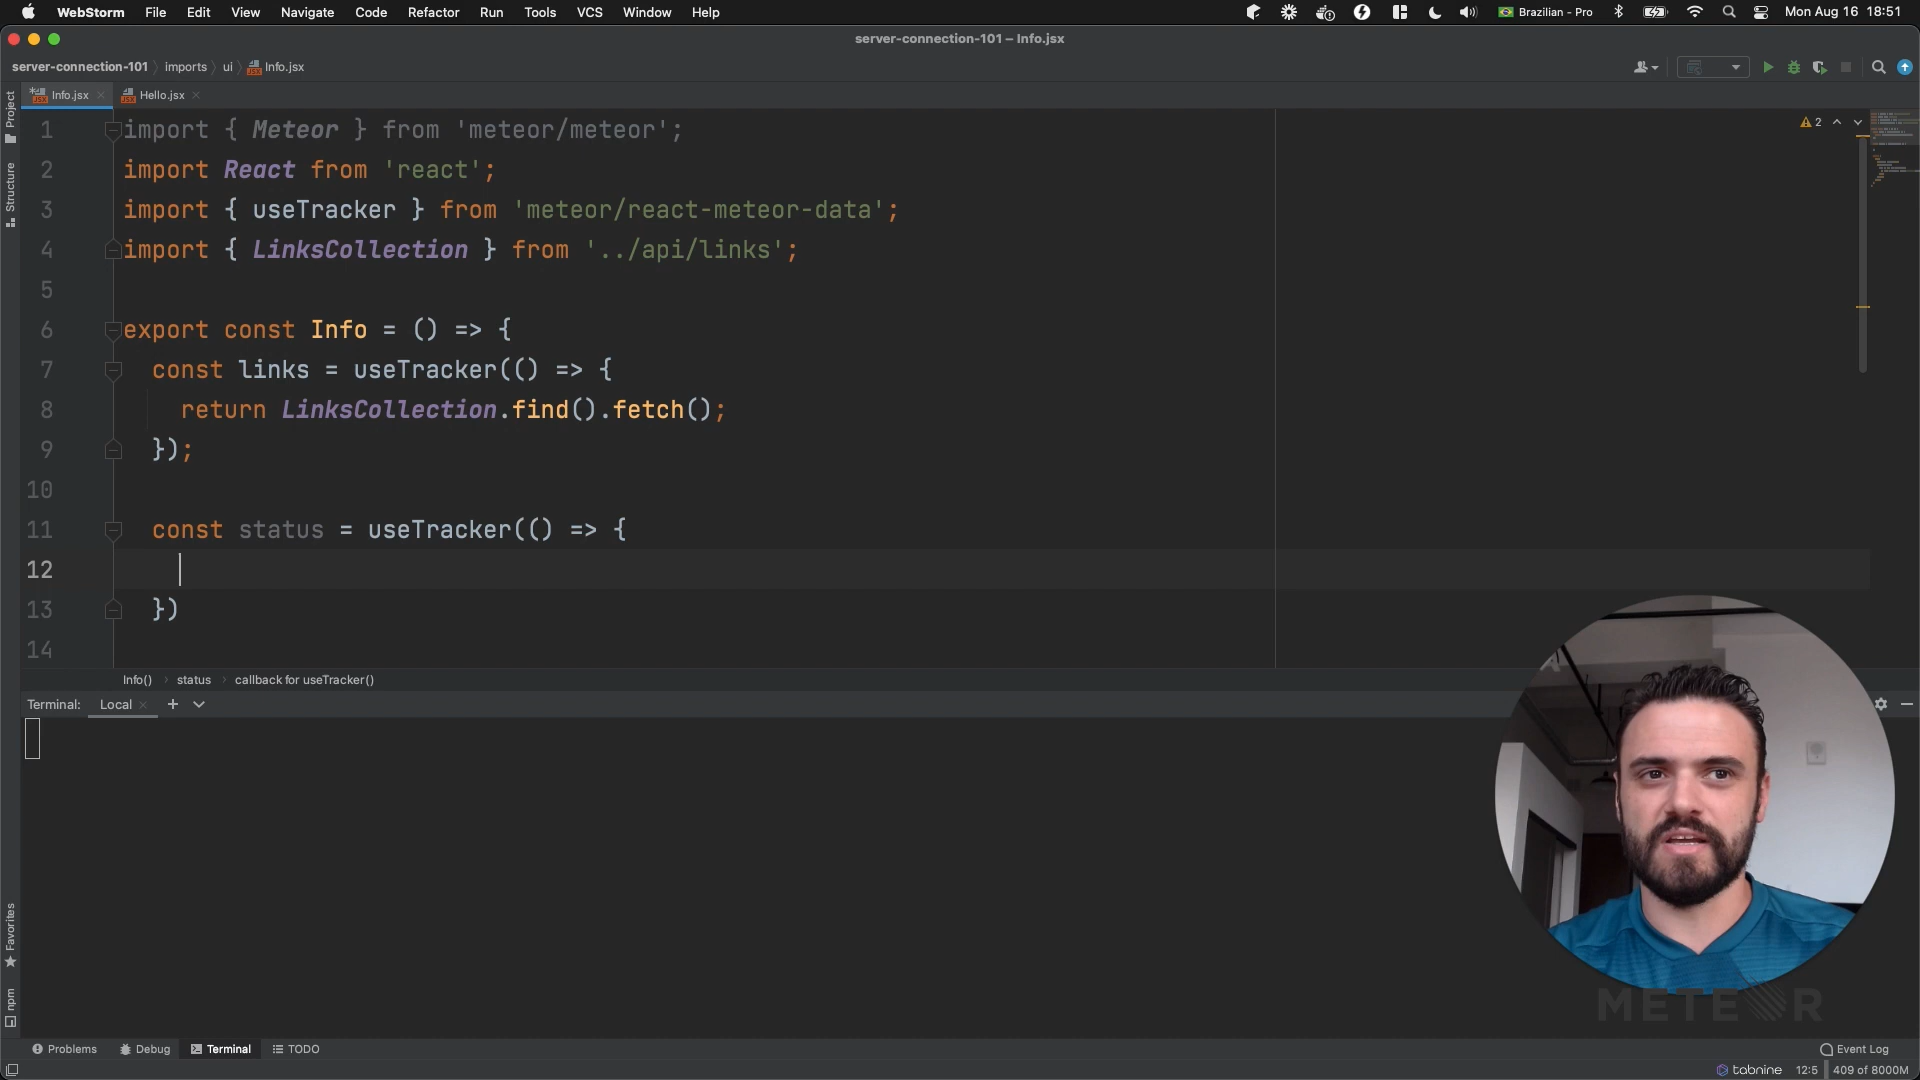 WebStorm File Edit View Navigate Code Refactor Run Tools VCS Window Help Brazilian - Pro Mon Aug 16 18:51
server-connection-101 – Info.jsx
server-connection-101 imports ui Info.jsx
Info.jsx Hello.jsx
Project
Structure
Favorites
npm
1 import { Meteor } from 'meteor/meteor';
2 import React from 'react';
3 import { useTracker } from 'meteor/react-meteor-data';
4 import { LinksCollection } from '../api/links';
5
6 export const Info = () => {
7 const links = useTracker(() => {
8 return LinksCollection.find().fetch();
9 });
10
11 const status = useTracker(() => {
12
13 })
14
2
Info() status callback for useTracker()
Terminal: Local
METEOR
Problems Debug Terminal TODO Event Log
tabnine 12:5 409 of 8000M